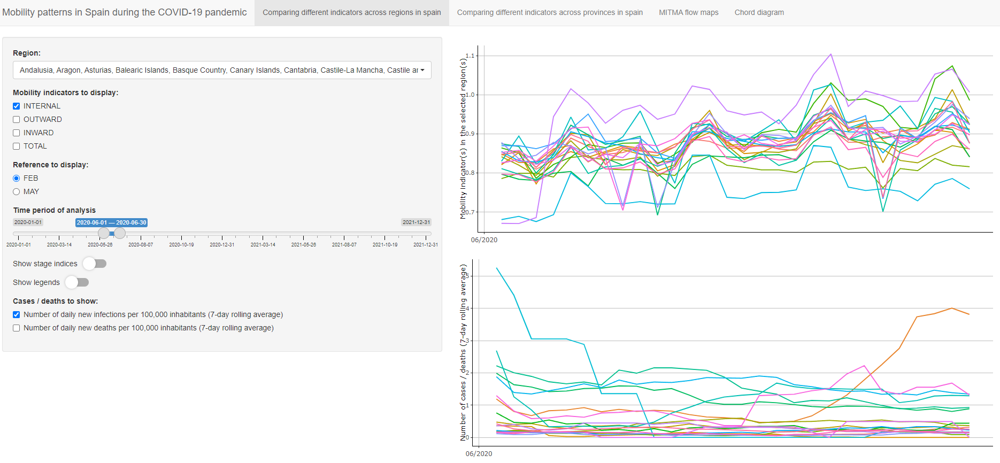 Mobility patterns in Spain during the COVID-19 pandemic
Comparing different indicators across regions in spain
Comparing different indicators across provinces in spain
MITMA flow maps
Chord diagram
Region:
Andalusia, Aragon, Asturias, Balearic Islands, Basque Country, Canary Islands, Cantabria, Castile-La Mancha, Castile ar
Mobility indicators to display:
INTERNAL
OUTWARD
INWARD
TOTAL
Reference to display:
FEB
MAY
Time period of analysis
2020-01-01
2020-06-01 — 2020-06-30
2021-12-31
2020-01-01 2020-03-14 2020-05-26 2020-08-07 2020-10-19 2020-12-31 2021-03-14 2021-05-26 2021-08-07 2021-10-19 2021-12-31
Show stage indices
Show legends
Cases / deaths to show:
Number of daily new infections per 100,000 inhabitants (7-day rolling average)
Number of daily new deaths per 100,000 inhabitants (7-day rolling average)
Mobility Indicator(s) In the selected region(s)
1.1
1.0
0.9
0.8
0.7
06/2020
Number of cases / deaths (7-day rolling average)
5
4
3
2
1
0
06/2020